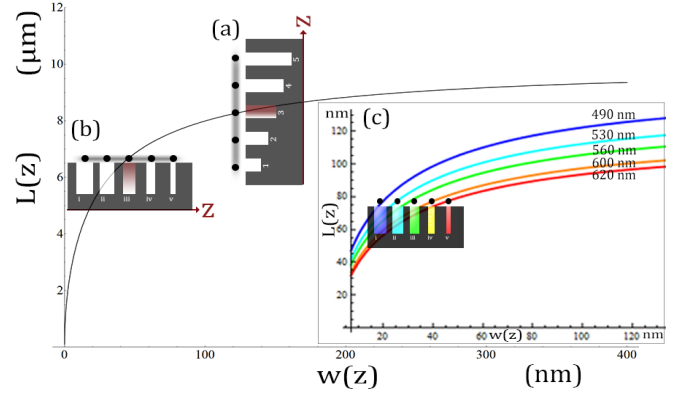 12
10
8
6
4
2
0
100
200
300
400
L(z) (μm)
w(z) (nm)
(a)
z
5
4
3
2
1
(b)
i ii iii iv v
z
(c)
nm
120
100
80
60
40
20
L(z)
490 nm
530 nm
560 nm
600 nm
620 nm
i ii iii iv v
20 40 60 80 100 120 nm
w(z)